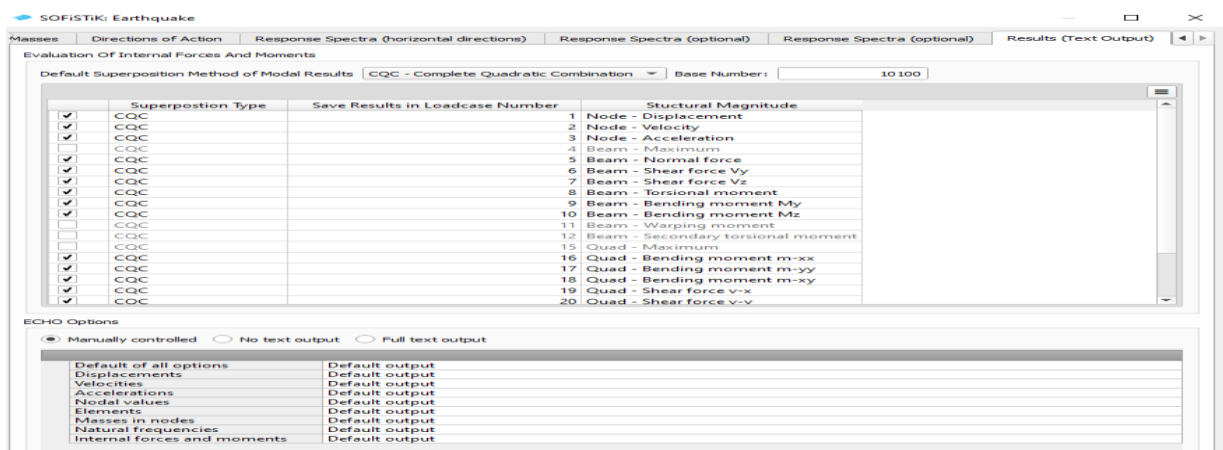 SOFiSTiK: Earthquake
Masses Directions of Action Response Spectra (horizontal directions) Response Spectra (optional) Response Spectra (optional) Results (Text Output)
Evaluation Of Internal Forces And Moments
Default Superposition Method of Modal Results CQC - Complete Quadratic Combination Base Number: 10100
Superpostion Type Save Results in Loadcase Number Stuctural Magnitude
CQC 1 Node - Displacement
CQC 2 Node - Velocity
CQC 3 Node - Acceleration
CQC 4 Beam - Maximum
CQC 5 Beam - Normal force
CQC 6 Beam - Shear force Vy
CQC 7 Beam - Shear force Vz
CQC 8 Beam - Torsional moment
CQC 9 Beam - Bending moment My
CQC 10 Beam - Bending moment Mz
CQC 11 Beam - Warping moment
CQC 12 Beam - Secondary torsional moment
CQC 15 Quad - Maximum
CQC 16 Quad - Bending moment m-xx
CQC 17 Quad - Bending moment m-yy
CQC 18 Quad - Bending moment m-xy
CQC 19 Quad - Shear force v-x
CQC 20 Quad - Shear force v-y
ECHO Options
Manually controlled No text output Full text output
Default of all options Default output
Displacements Default output
Velocities Default output
Accelerations Default output
Nodal values Default output
Elements Default output
Masses in nodes Default output
Natural frequencies Default output
Internal forces and moments Default output